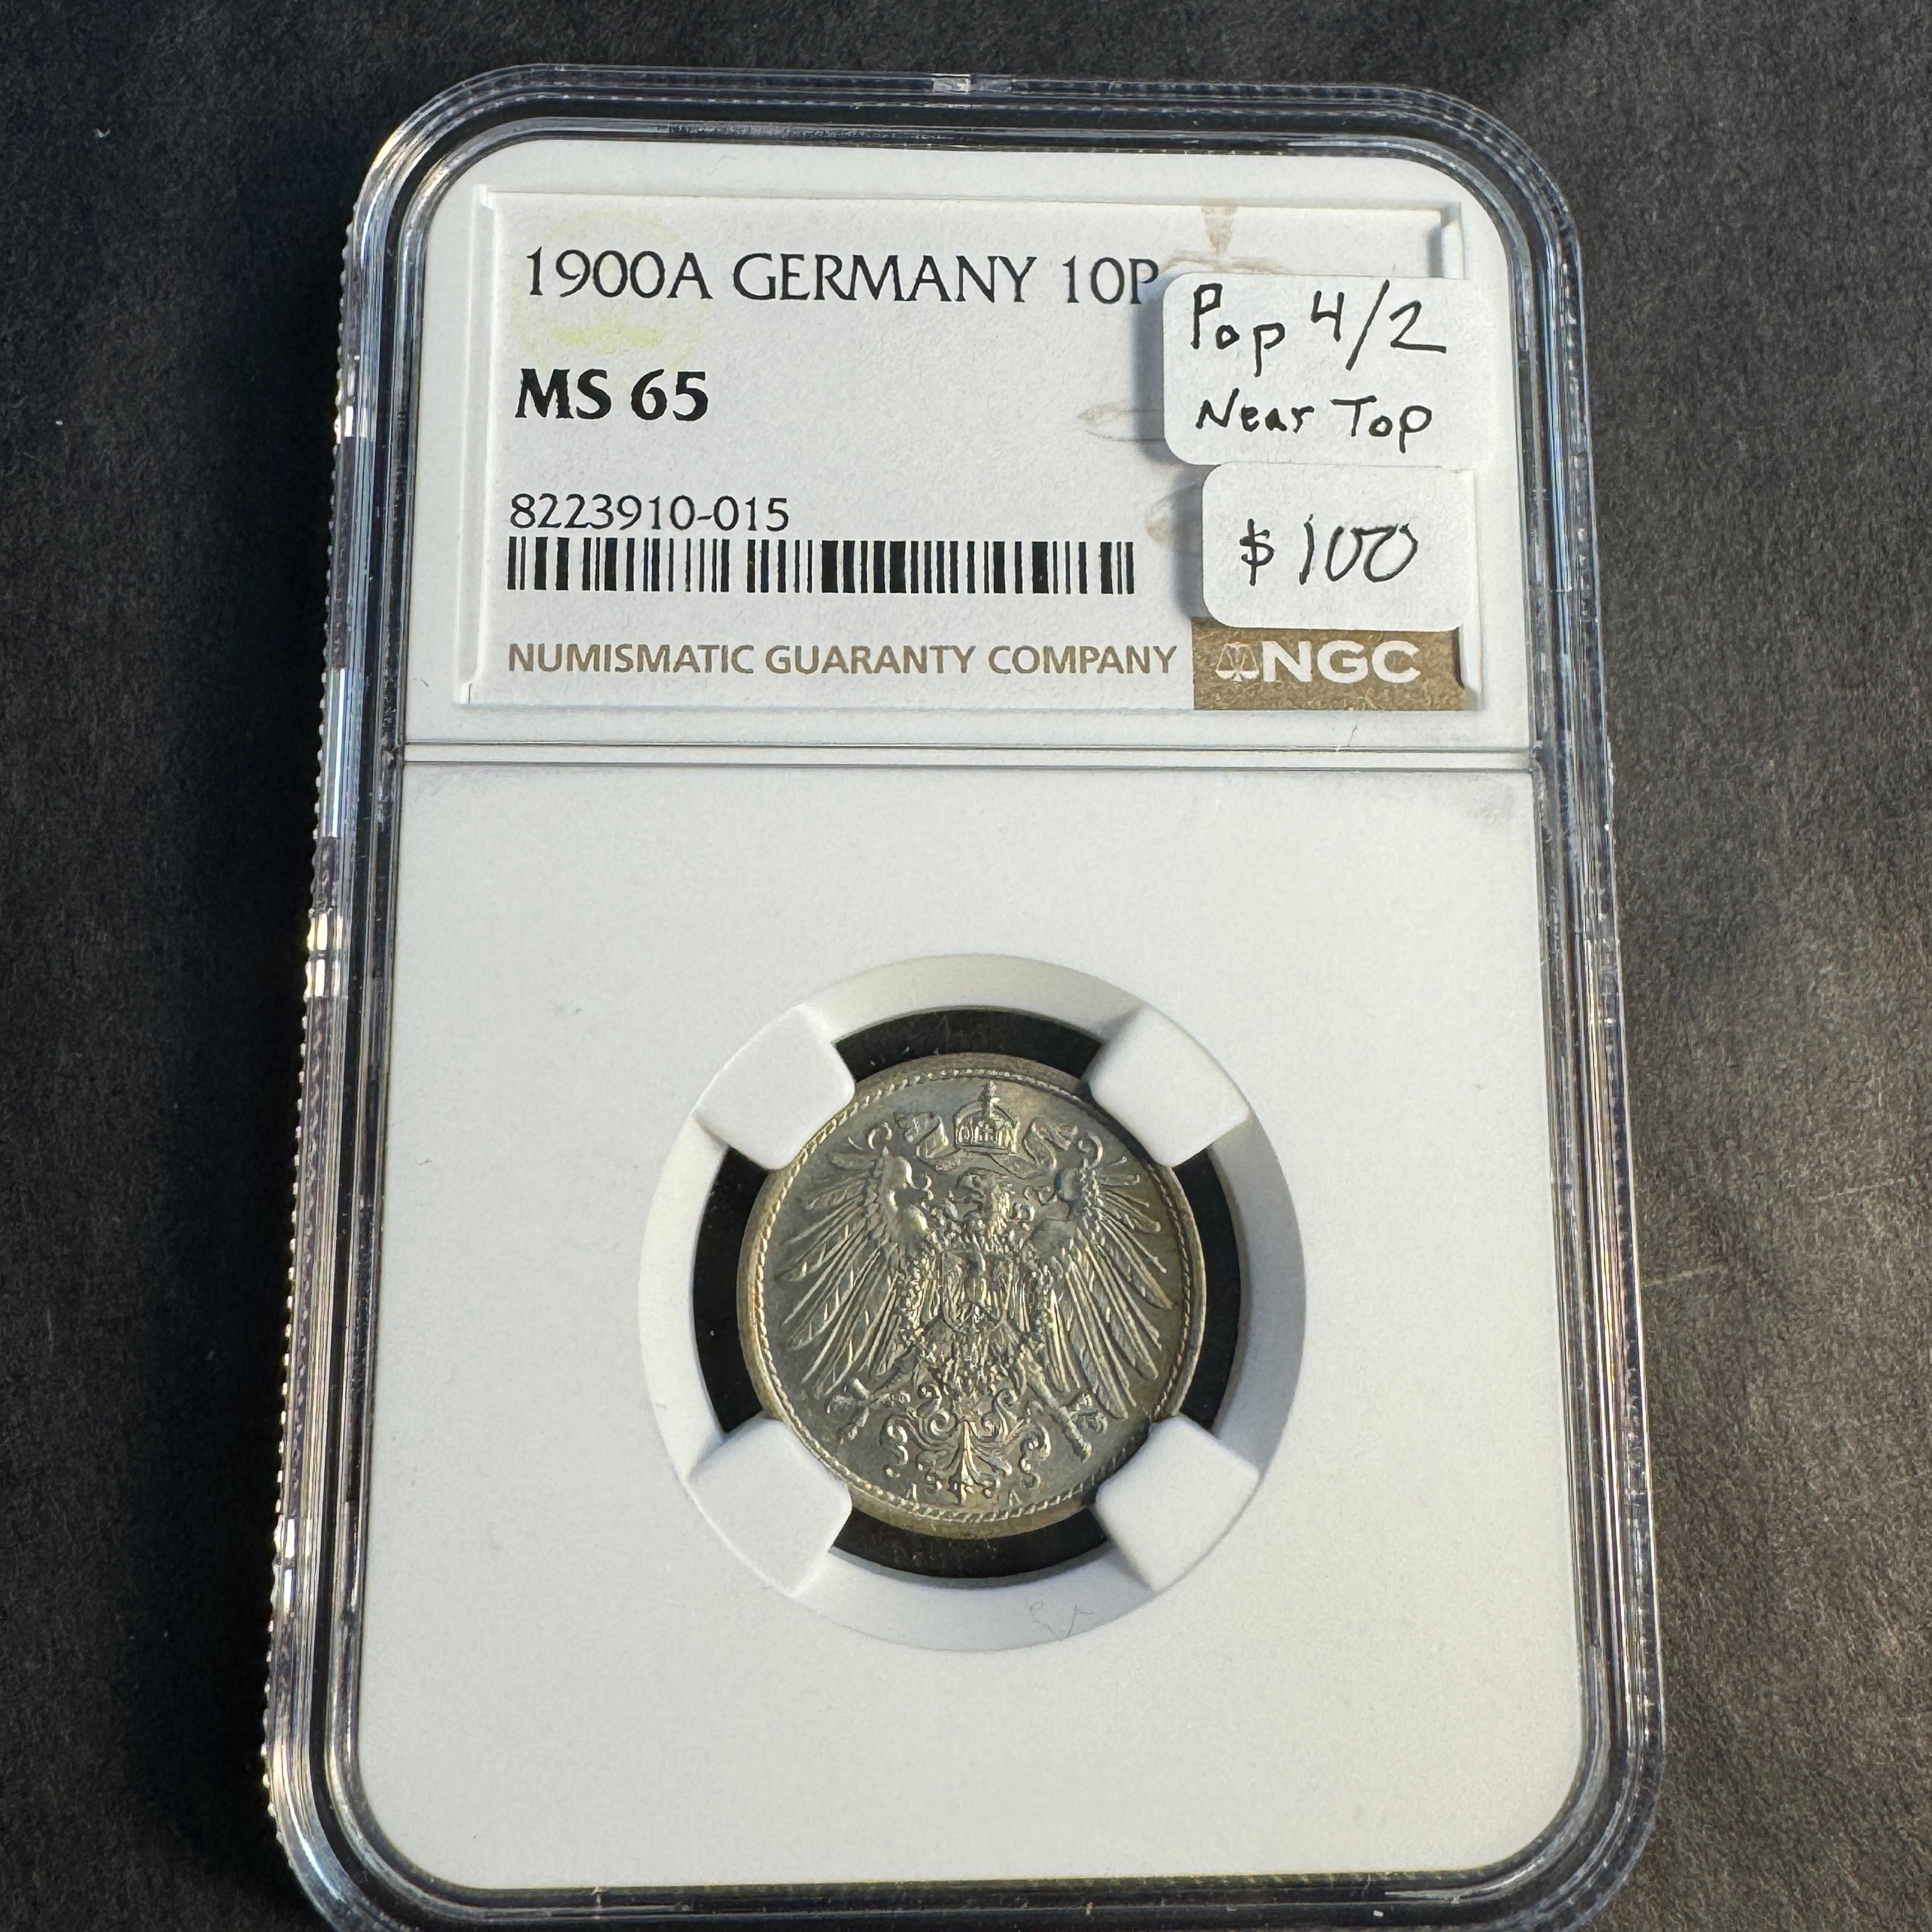 1900A GERMANY 10P
MS 65
8223910-015
NUMISMATIC GUARANTY COMPANY
NGC
Pop 4/2
Near Top
$100
A A